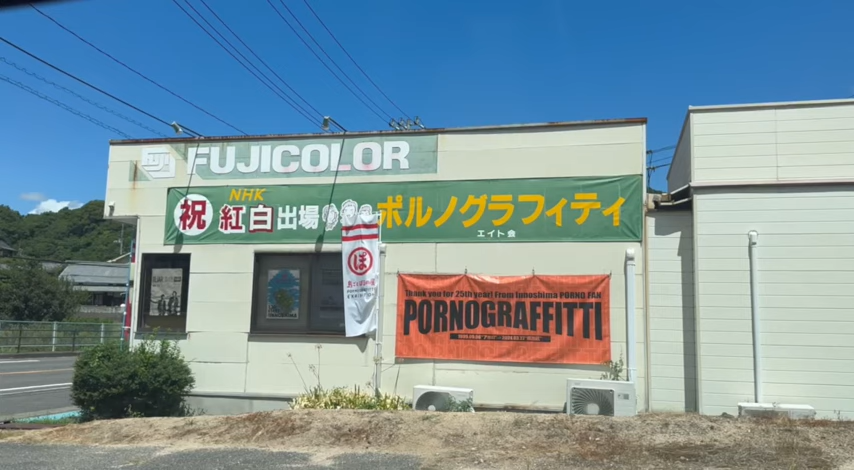 FUJICOLOR
祝 NHK 紅白出場 ポルノグラフィティ
エイト会
ほ
Thank you for 25th year! From Innoshima PORNO FAN
PORNOGRAFFITTI